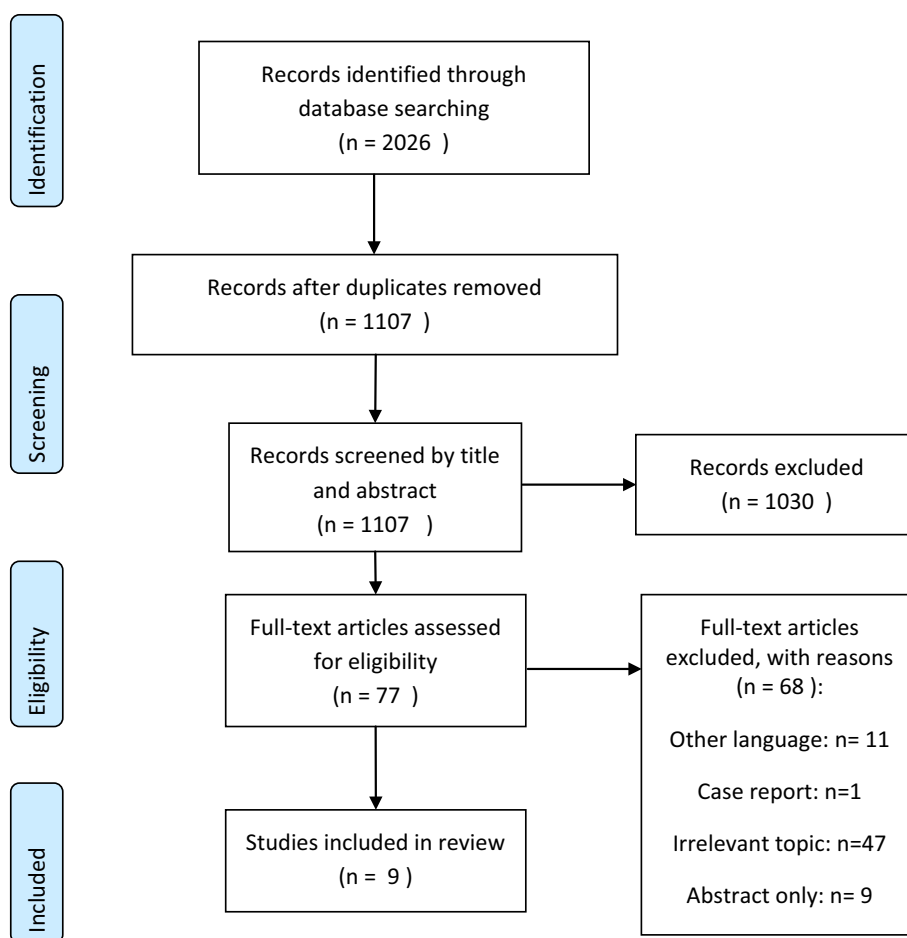 Identification
Records identified through
database searching
(n = 2026  )
Records after duplicates removed
(n = 1107  )
Screening
Records screened by title
and abstract
(n = 1107  )
Records excluded
(n = 1030  )
Eligibility
Full-text articles assessed
for eligibility
(n = 77  )
Full-text articles
excluded, with reasons
(n = 68 ):
Other language: n= 11
Case report: n=1
Irrelevant topic: n=47
Abstract only: n= 9
Included
Studies included in review
(n =  9 )